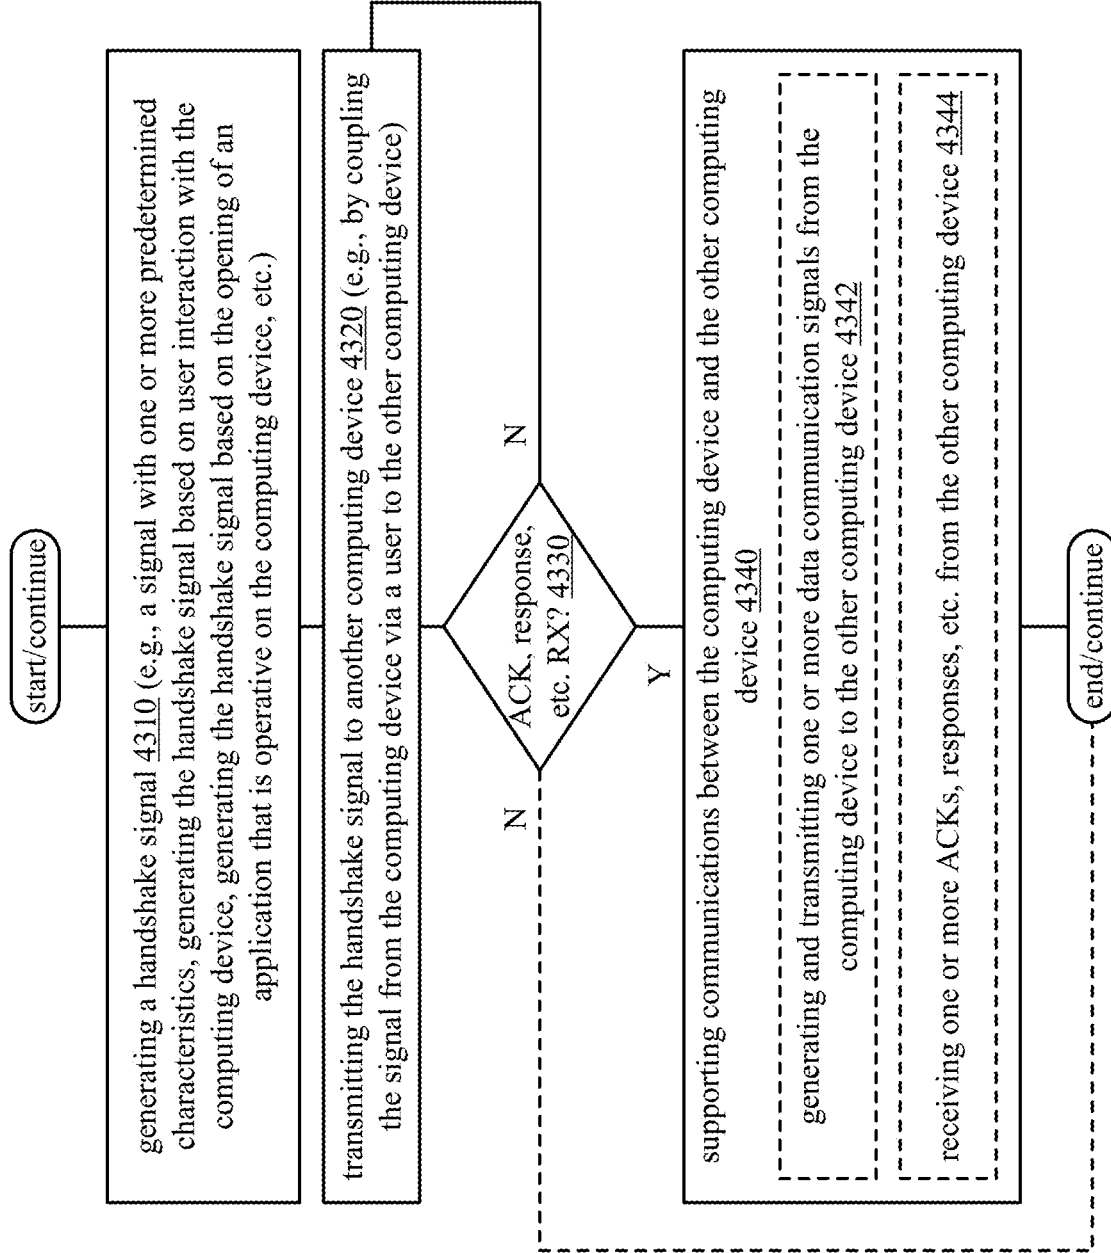 start/continue
generating a handshake signal 4310 (e.g., a signal with one or more predetermined
characteristics, generating the handshake signal based on user interaction with the
computing device, generating the handshake signal based on the opening of an
application that is operative on the computing device, etc.)
transmitting the handshake signal to another computing device 4320 (e.g., by coupling
the signal from the computing device via a user to the other computing device)
N
ACK, response,
etc. RX? 4330
N
Y
supporting communications between the computing device and the other computing
device 4340
generating and transmitting one or more data communication signals from the
computing device to the other computing device 4342
receiving one or more ACKs, responses, etc. from the other computing device 4344
end/continue